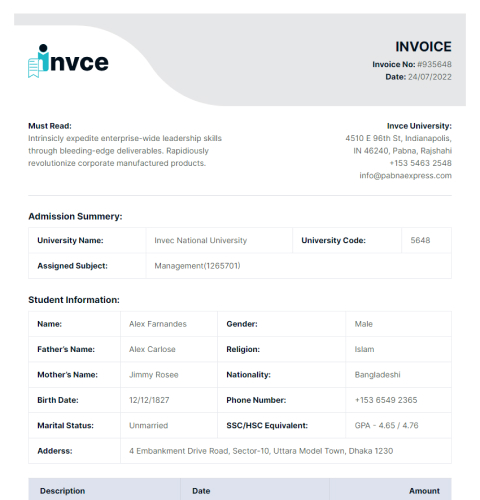 invce
INVOICE
Invoice No: #935648
Date: 24/07/2022
Must Read:
Intrinsicly expedite enterprise-wide leadership skills
through bleeding-edge deliverables. Rapidiously
revolutionize corporate manufactured products.
Invce University:
4510 E 96th St, Indianapolis,
IN 46240, Pabna, Rajshahi
+153 5463 2548
info@pabnaexpress.com
Admission Summery:
University Name: Invec National University University Code: 5648
Assigned Subject: Management(1265701)
Student Information:
Name: Alex Farnandes Gender: Male
Father's Name: Alex Carlose Religion: Islam
Mother's Name: Jimmy Rosee Nationality: Bangladeshi
Birth Date: 12/12/1827 Phone Number: +153 6549 2365
Marital Status: Unmarried SSC/HSC Equivalent: GPA - 4.65 / 4.76
Adderss: 4 Embankment Drive Road, Sector-10, Uttara Model Town, Dhaka 1230
Description Date Amount